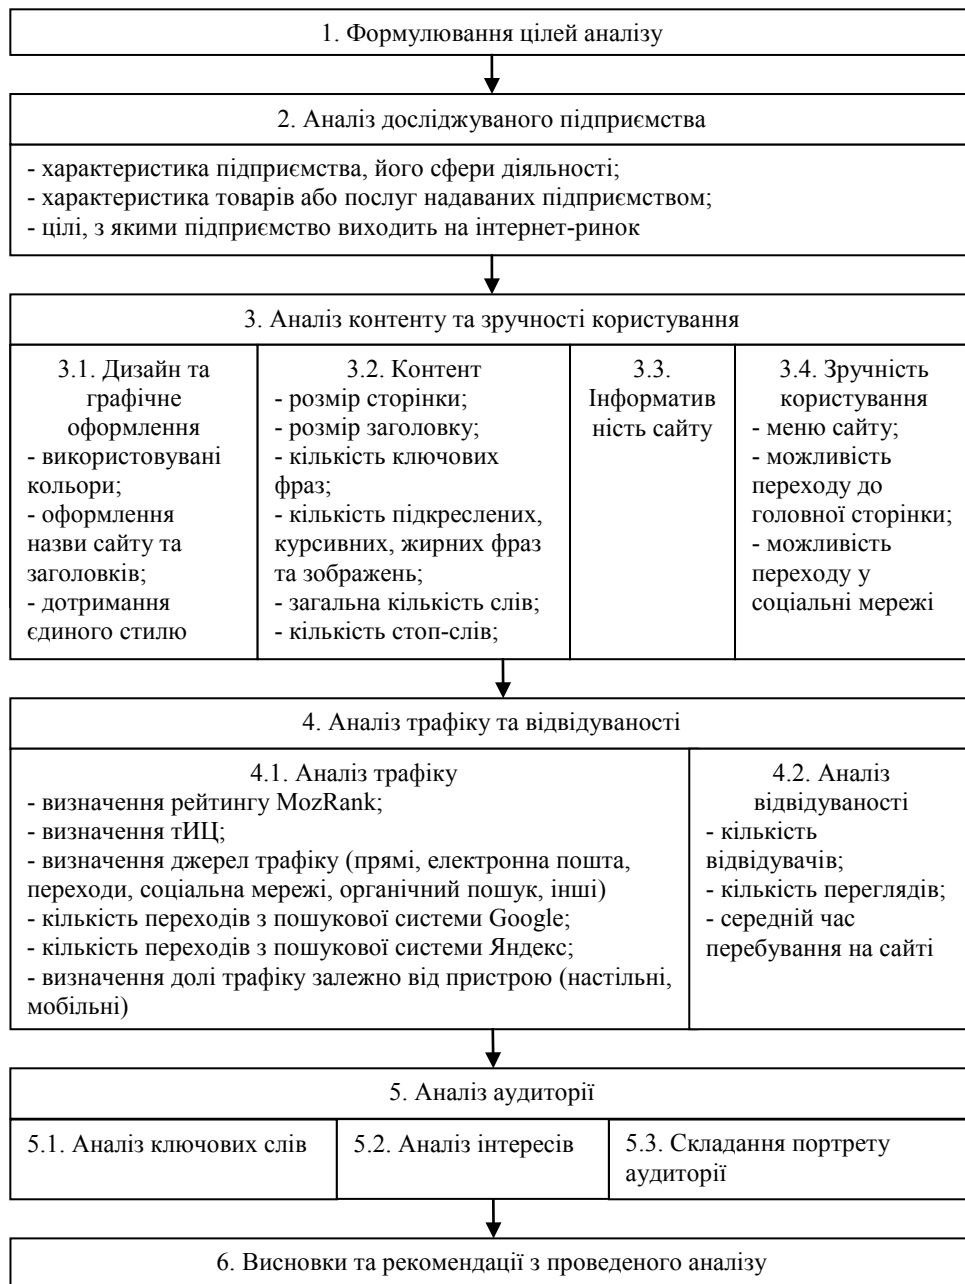 1. Формулювання цілей аналізу
2. Аналіз досліджуваного підприємства
- характеристика підприємства, його сфери діяльності;
- характеристика товарів або послуг надаваних підприємством;
- цілі, з якими підприємство виходить на інтернет-ринок
3. Аналіз контенту та зручності користування
3.1. Дизайн та
графічне
оформлення
- використовувані
кольори;
- оформлення
назви сайту та
заголовків;
- дотримання
єдиного стилю
3.2. Контент
- розмір сторінки;
- розмір заголовку;
- кількість ключових
фраз;
- кількість підкреслених,
курсивних, жирних фраз
та зображень;
- загальна кількість слів;
- кількість стоп-слів;
3.3.
Інформатив
ність сайту
3.4. Зручність
користування
- меню сайту;
- можливість
переходу до
головної сторінки;
- можливість
переходу у
соціальні мережі
4. Аналіз трафіку та відвідуваності
4.1. Аналіз трафіку
- визначення рейтингу MozRank;
- визначення тИЦ;
- визначення джерел трафіку (прямі, електронна пошта,
переходи, соціальна мережі, органічний пошук, інші)
- кількість переходів з пошукової системи Google;
- кількість переходів з пошукової системи Яндекс;
- визначення долі трафіку залежно від пристрою (настільні,
мобільні)
4.2. Аналіз
відвідуваності
- кількість
відвідувачів;
- кількість переглядів;
- середній час
перебування на сайті
5. Аналіз аудиторії
5.1. Аналіз ключових слів
5.2. Аналіз інтересів
5.3. Складання портрету
аудиторії
6. Висновки та рекомендації з проведеного аналізу